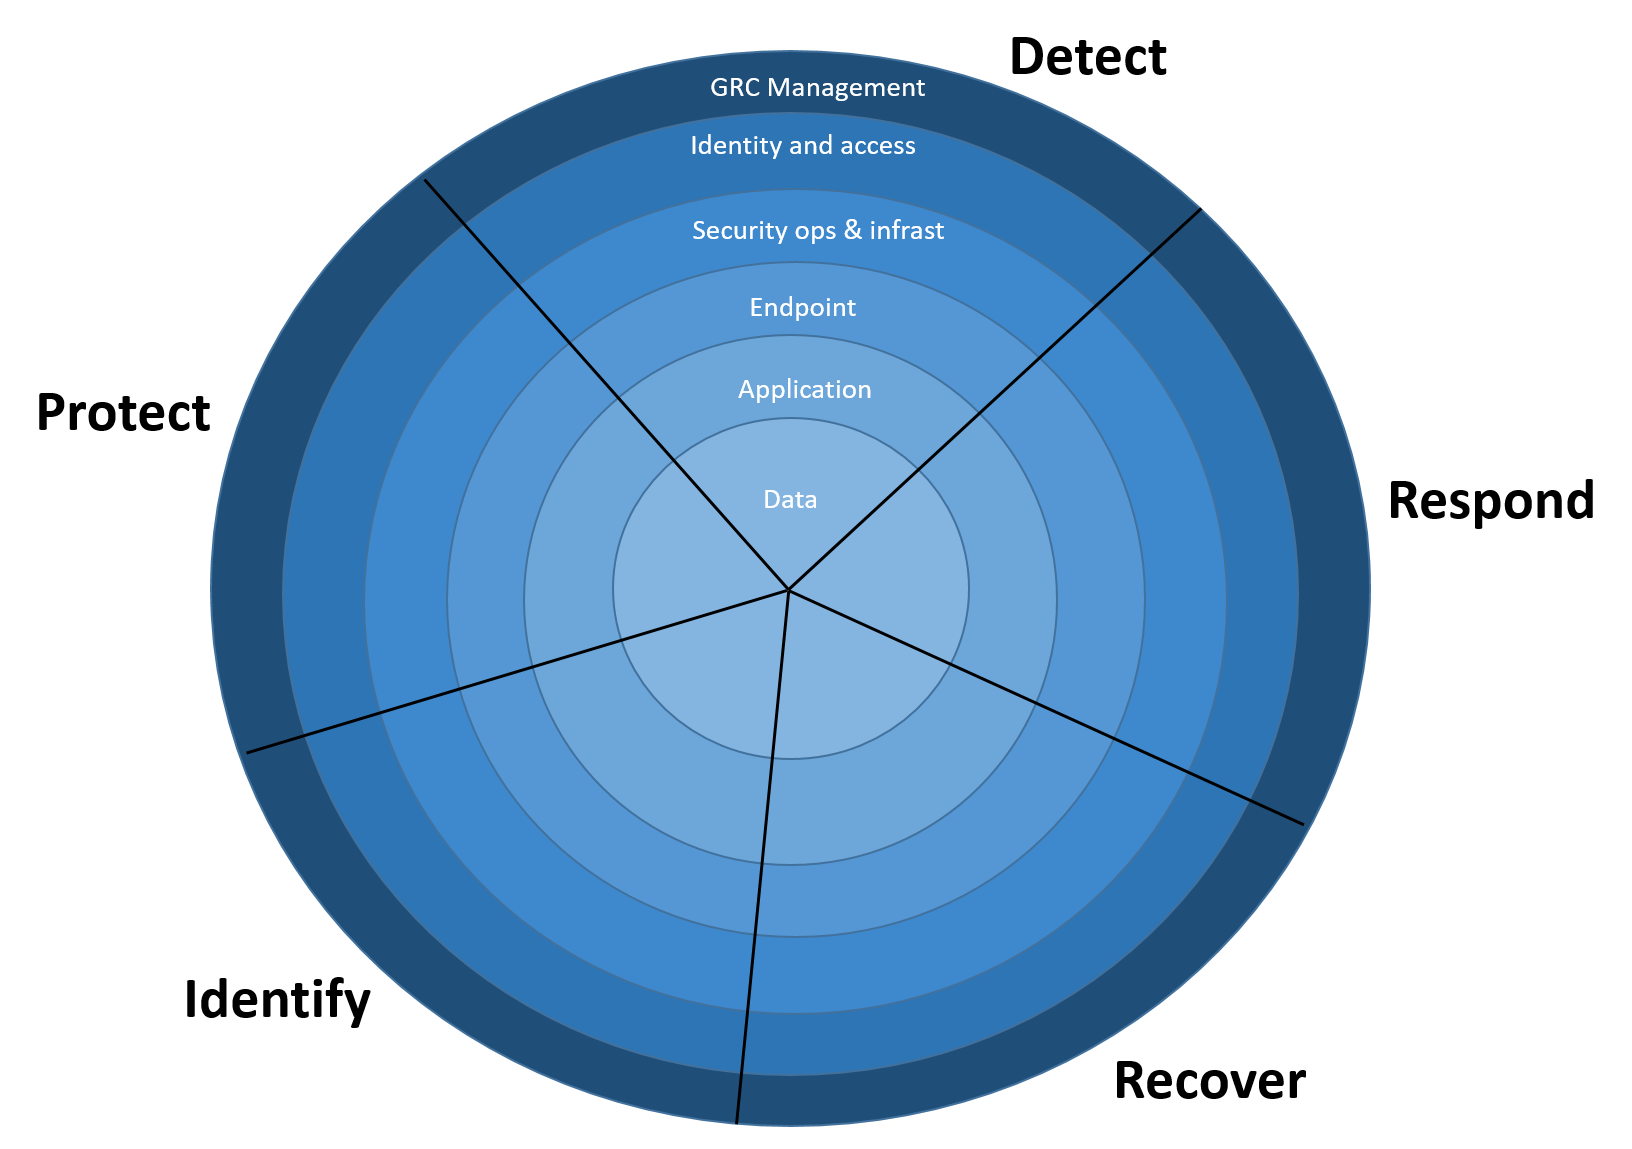 Detect
GRC Management
Identity and access
Security ops & infrast
Endpoint
Application
Protect
Data
Respond
Identify
Recover